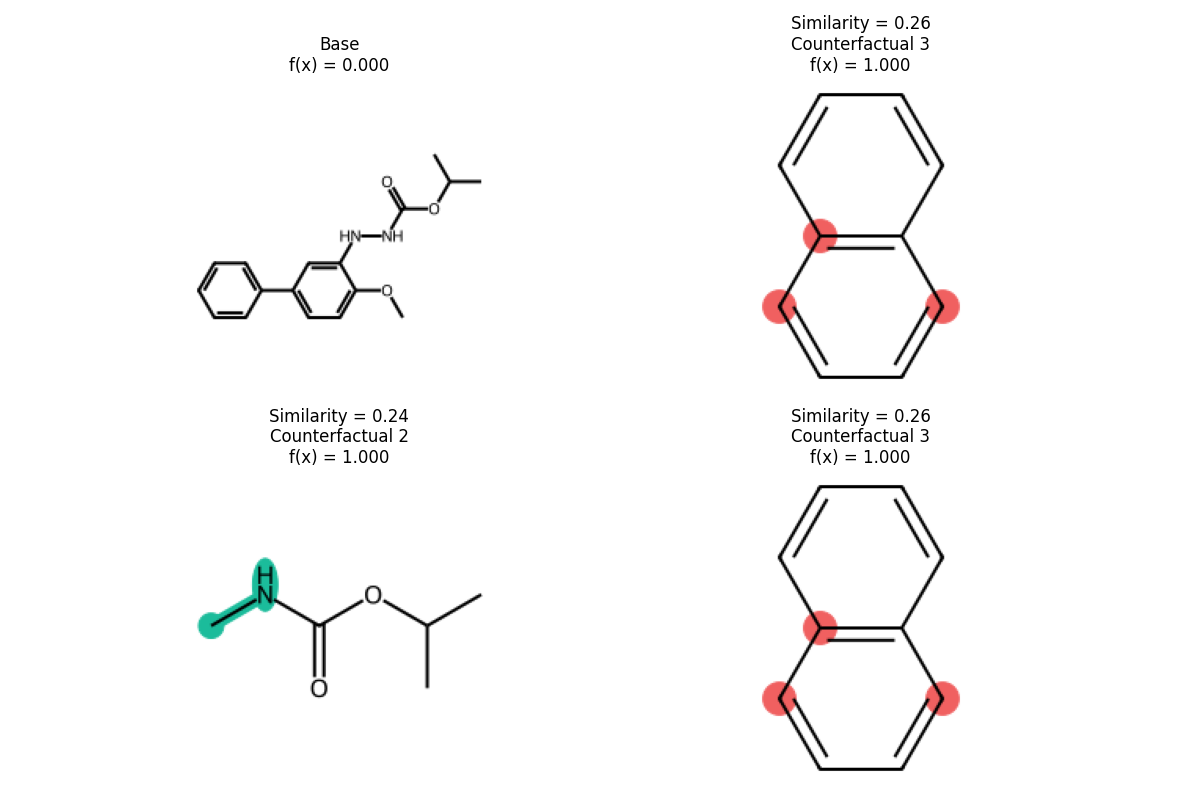 Base
f(x) = 0.000
Similarity = 0.26
Counterfactual 3
f(x) = 1.000
O
O
HN
NH
O
Similarity = 0.24
Counterfactual 2
f(x) = 1.000
Similarity = 0.26
Counterfactual 3
f(x) = 1.000
H
N
O
O